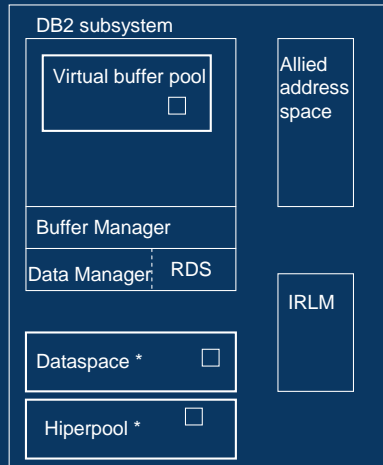 DB2 subsystem
Virtual buffer pool
Allied
address
space
Buffer Manager
Data Manager
RDS
IRLM
Dataspace *
Hiperpool *